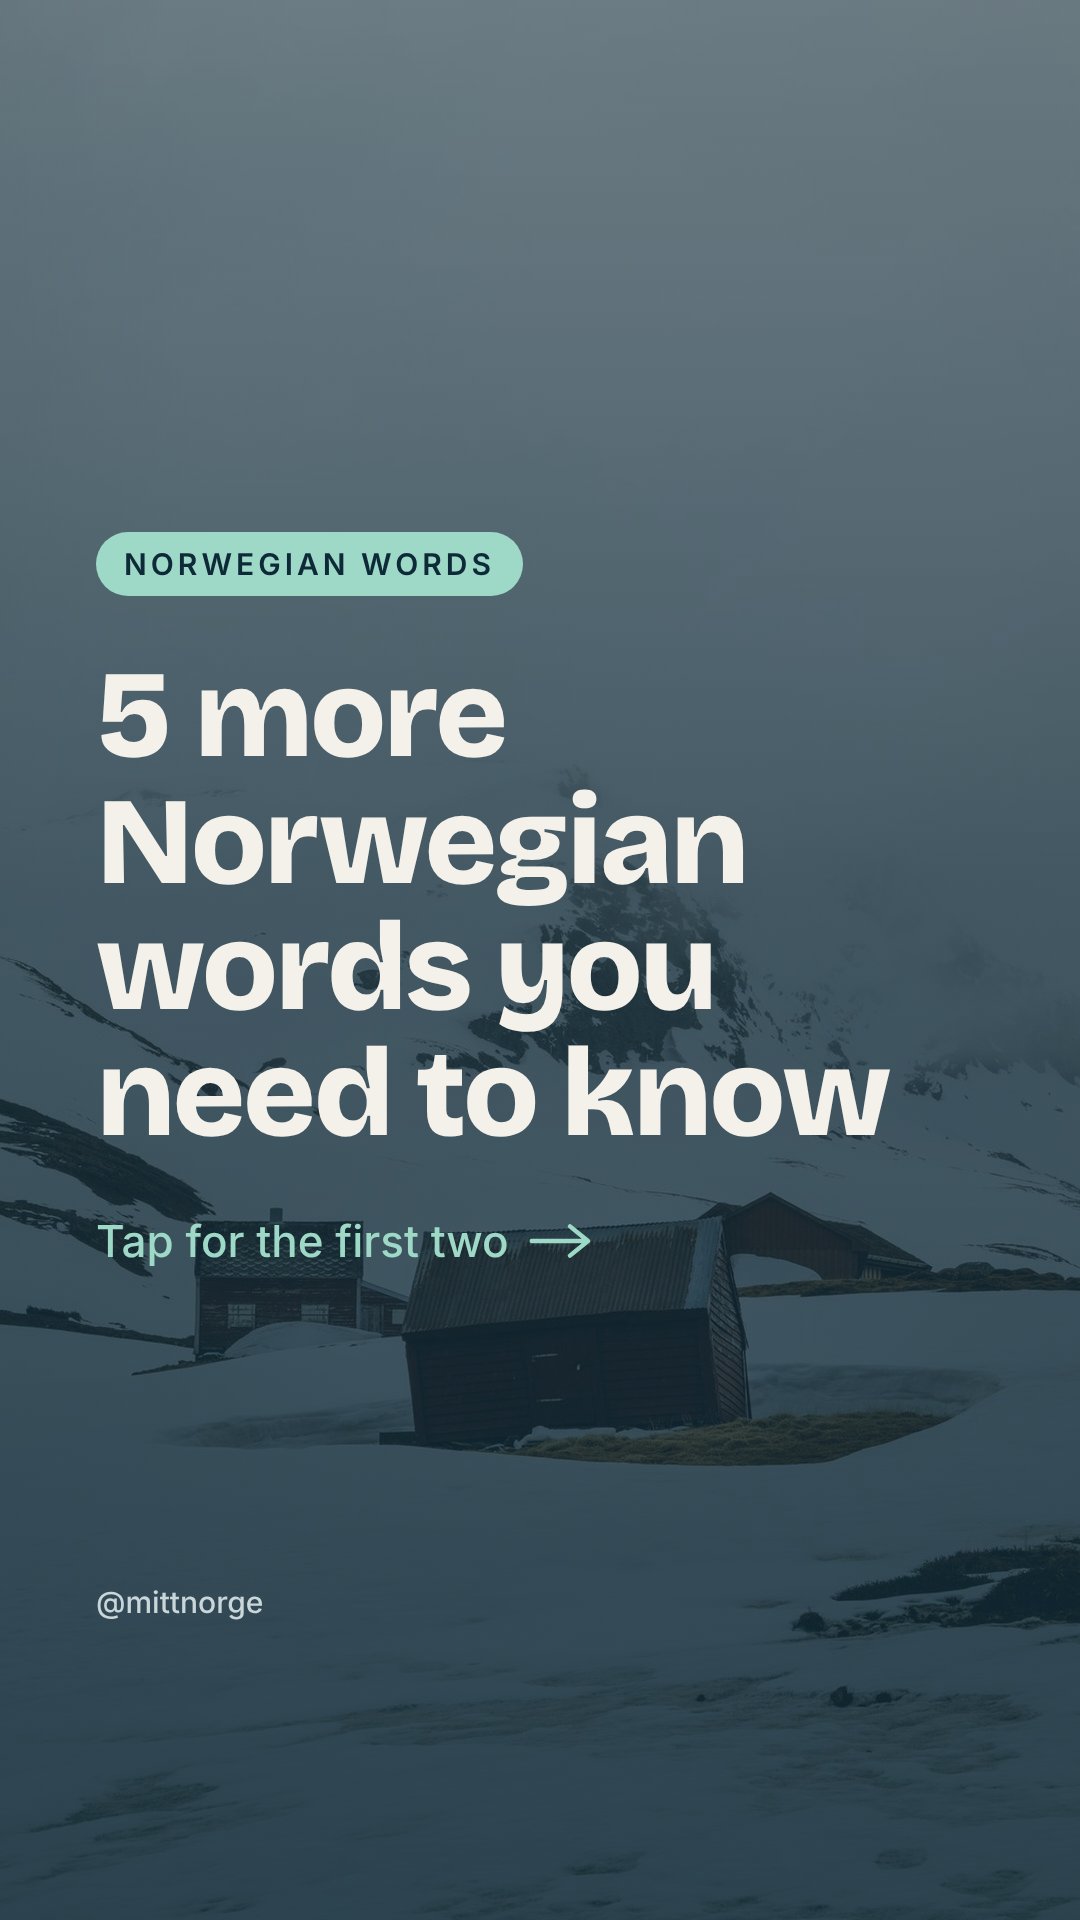 NORWEGIAN WORDS
5 more
Norwegian
words you
need to know
Tap for the first two →
@mittnorge